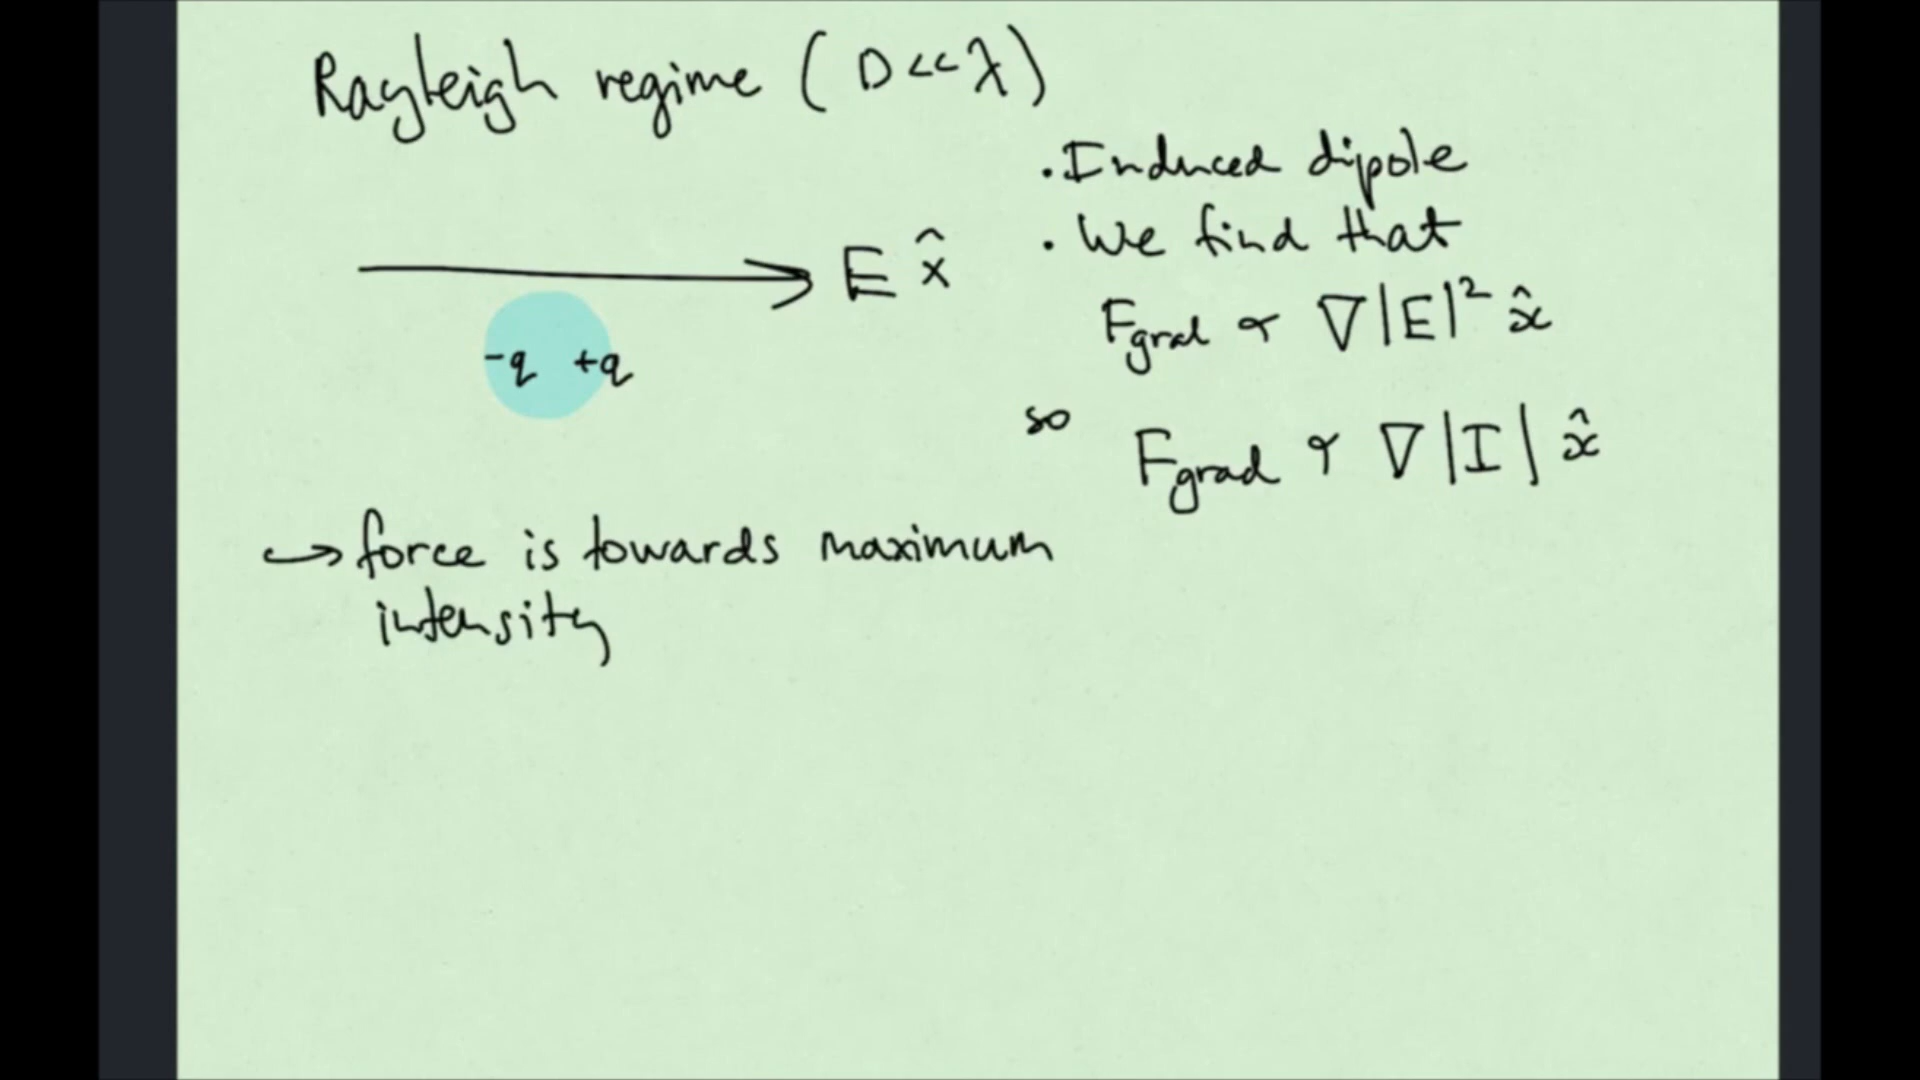 Rayleigh regime (D<<λ)
E x̂
-q +q
· Induced dipole
· We find that
Fgrad ∝ ∇|E|² x̂
so Fgrad ∝ ∇|I| x̂
↪ force is towards maximum
intensity